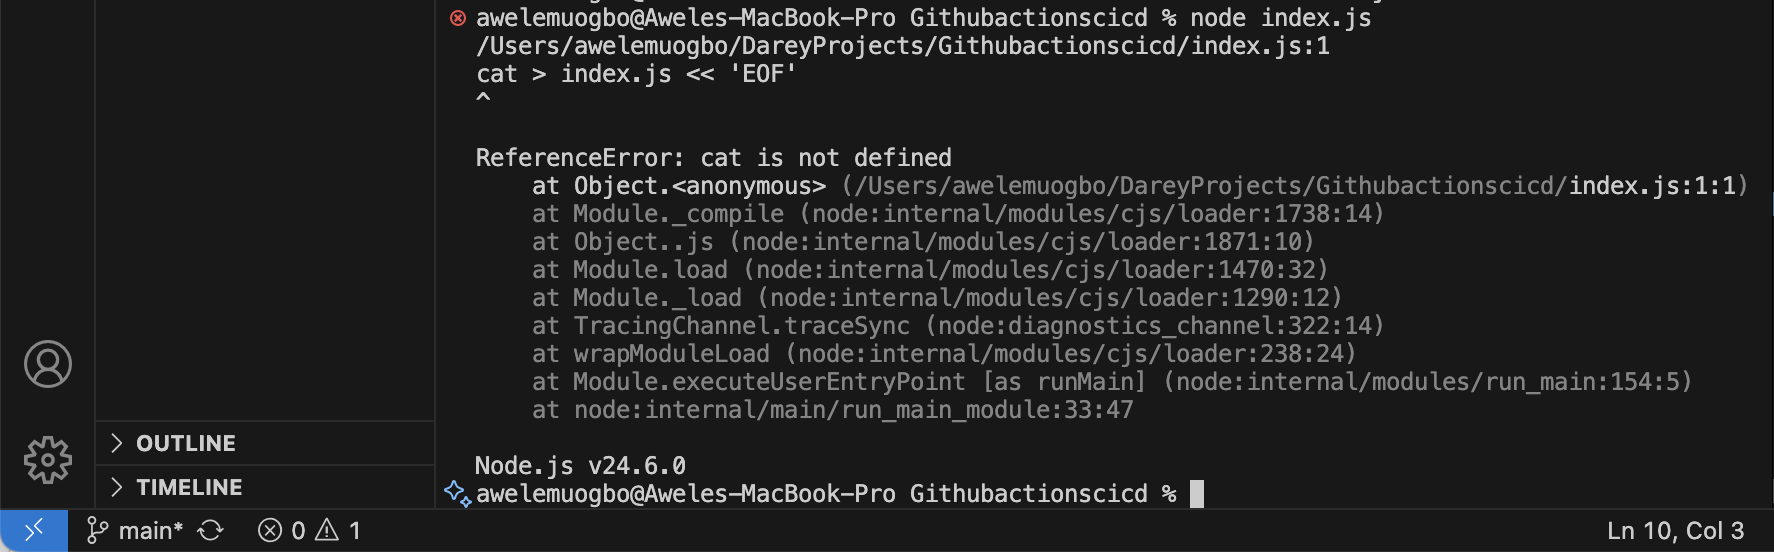 awelemuogbo@Aweles-MacBook-Pro Githubactionscicd % node index.js
/Users/awelemuogbo/DareyProjects/Githubactionscicd/index.js:1
cat > index.js << 'EOF'
^
ReferenceError: cat is not defined
at Object.<anonymous> (/Users/awelemuogbo/DareyProjects/Githubactionscicd/index.js:1:1)
at Module._compile (node:internal/modules/cjs/loader:1738:14)
at Object..js (node:internal/modules/cjs/loader:1871:10)
at Module.load (node:internal/modules/cjs/loader:1470:32)
at Module._load (node:internal/modules/cjs/loader:1290:12)
at TracingChannel.traceSync (node:diagnostics_channel:322:14)
at wrapModuleLoad (node:internal/modules/cjs/loader:238:24)
at Module.executeUserEntryPoint [as runMain] (node:internal/modules/run_main:154:5)
at node:internal/main/run_main_module:33:47
Node.js v24.6.0
awelemuogbo@Aweles-MacBook-Pro Githubactionscicd %
OUTLINE
TIMELINE
main* 0 1 Ln 10, Col 3